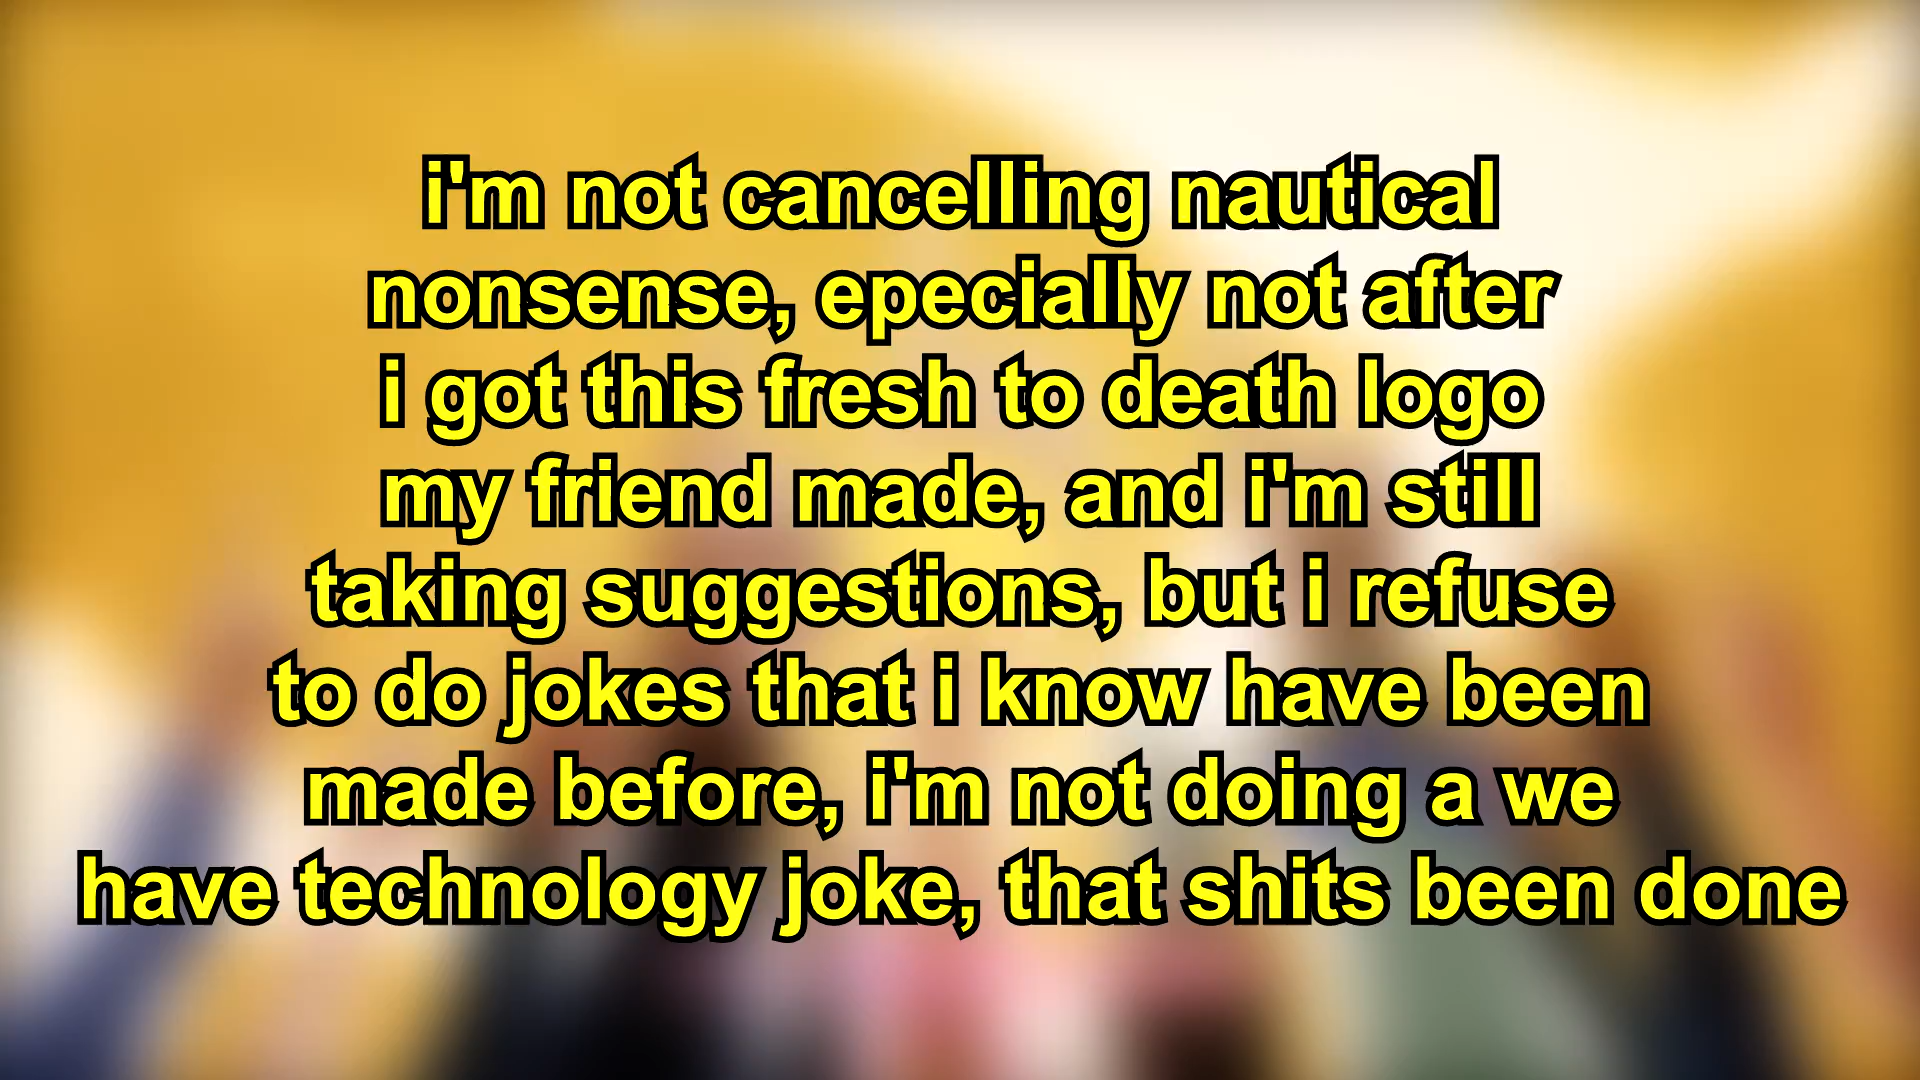 i'm not cancelling nautical
nonsense, epecially not after
i got this fresh to death logo
my friend made, and i'm still
taking suggestions, but i refuse
to do jokes that i know have been
made before, i'm not doing a we
have technology joke, that shits been done